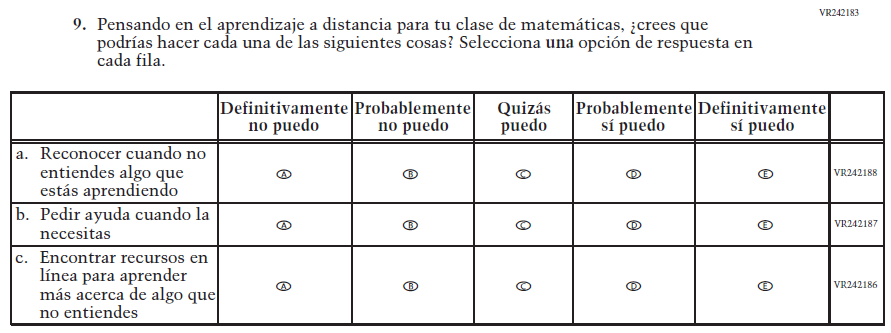 VR242183
9. Pensando en el aprendizaje a distancia para tu clase de matemáticas, ¿crees que
podrías hacer cada una de las siguientes cosas? Selecciona una opción de respuesta en
cada fila.
Definitivamente no puedo
Probablemente no puedo
Quizás puedo
Probablemente sí puedo
Definitivamente sí puedo
a. Reconocer cuando no
entiendes algo que
estás aprendiendo
A B C D E VR242188
b. Pedir ayuda cuando la
necesitas
A B C D E VR242187
c. Encontrar recursos en
línea para aprender
más acerca de algo que
no entiendes
A B C D E VR242186